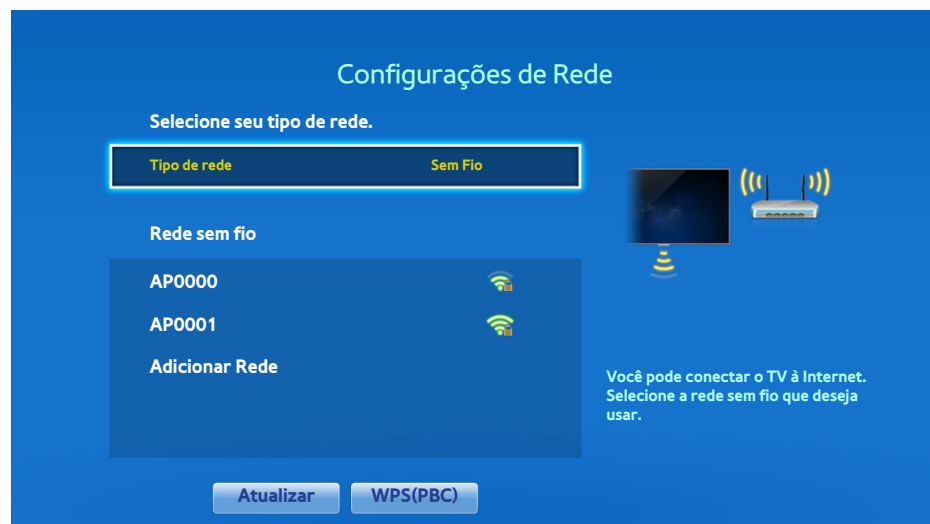 Configurações de Rede
Selecione seu tipo de rede.
Tipo de rede Sem Fio
Rede sem fio
AP0000
AP0001
Adicionar Rede
Você pode conectar o TV à Internet.
Selecione a rede sem fio que deseja
usar.
Atualizar WPS(PBC)